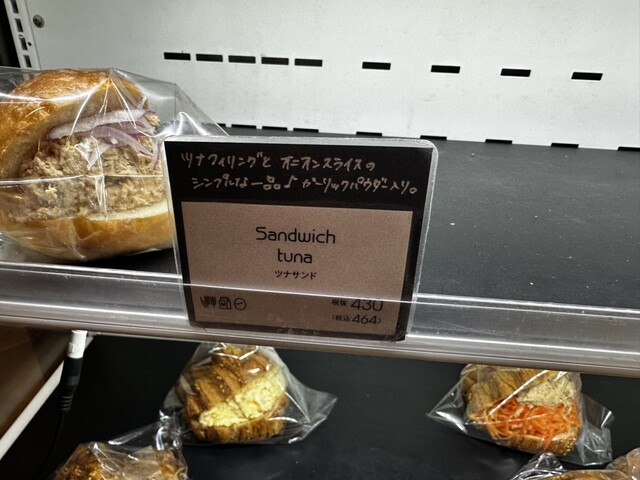 ツナフィリングと オニオンスライスの
シンプルな一品♪ ガーリックパウダー入り。
Sandwich
tuna
ツナサンド
税抜 430
(税込 464)